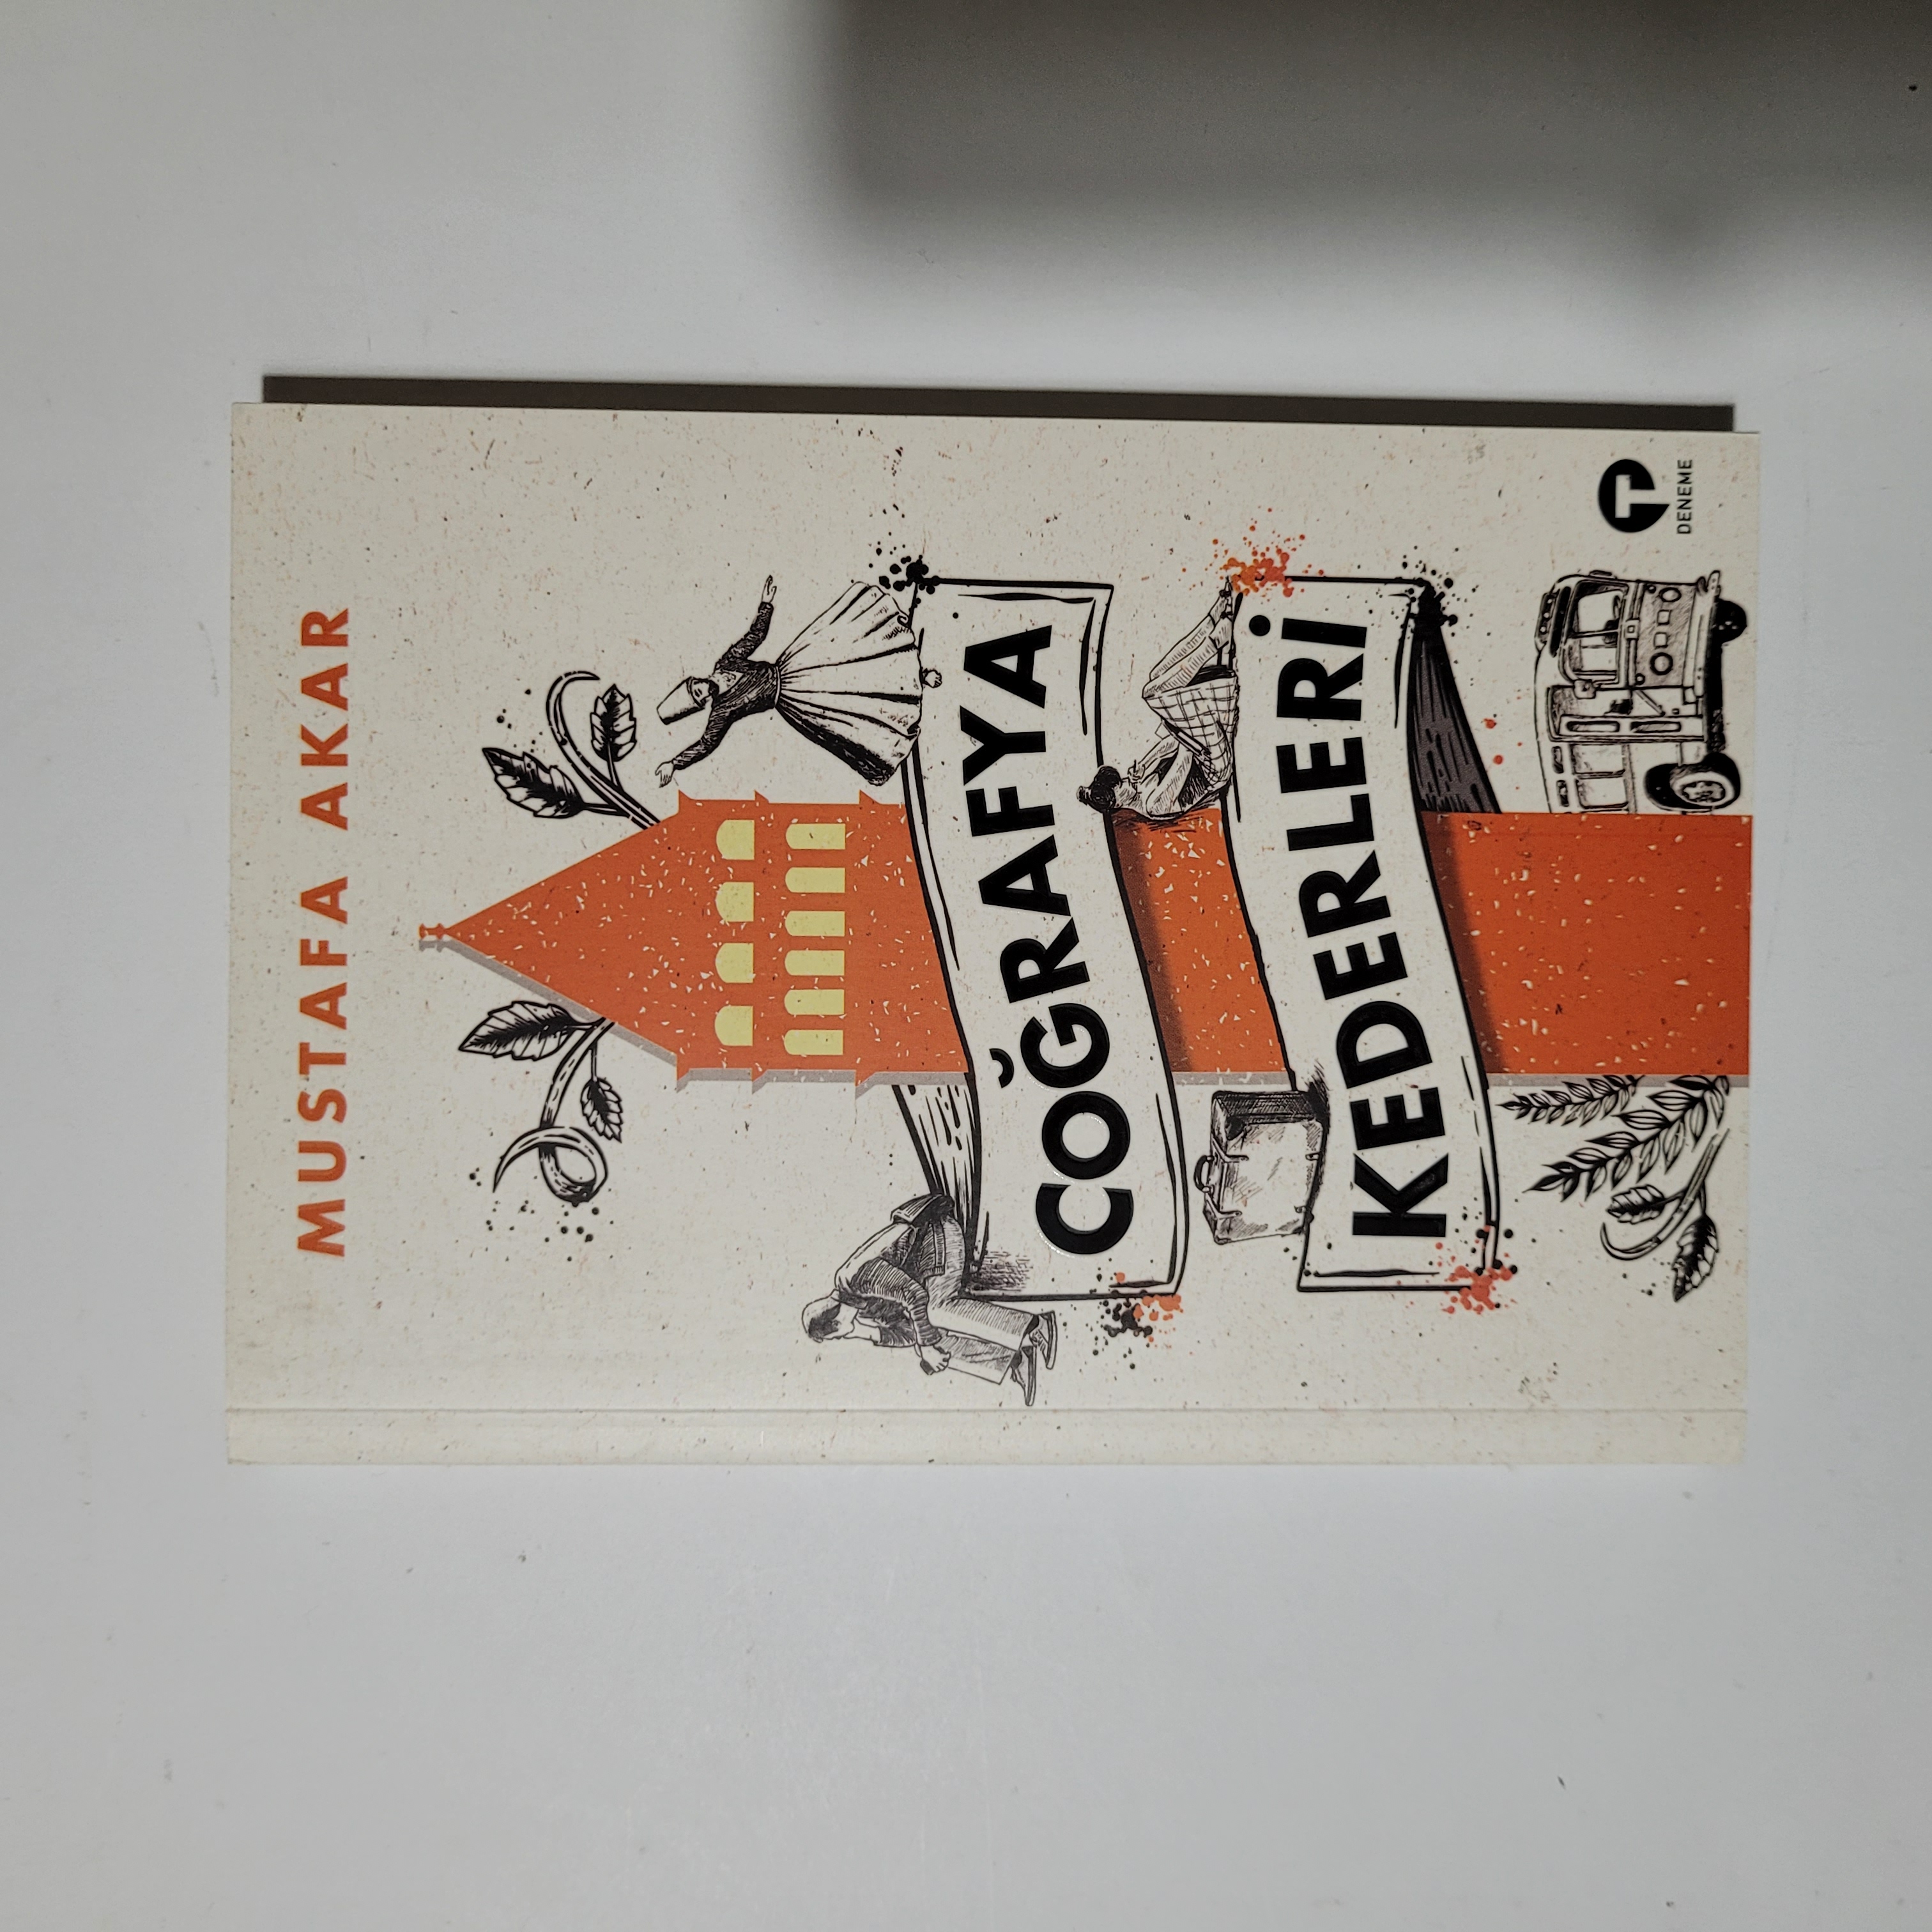 MUSTAFA AKAR
COĞRAFYA
KEDERLERİ
T
DENEME